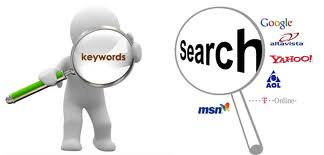 keywords
Search
Google
altavista
YAHOO!
AOL
msn
T • • Online •